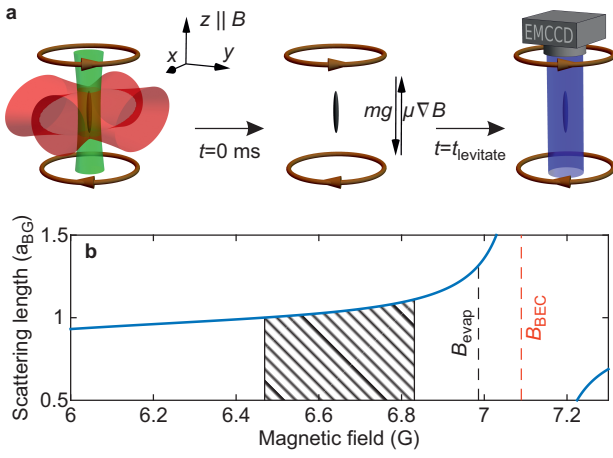 a
z || B
x
y
t=0 ms
mg
μ∇B
t=t_levitate
EMCCD
b
Scattering length (a_BG)
1.5
1
0.5
B_evap
B_BEC
6
6.2
6.4
6.6
6.8
7
7.2
Magnetic field (G)